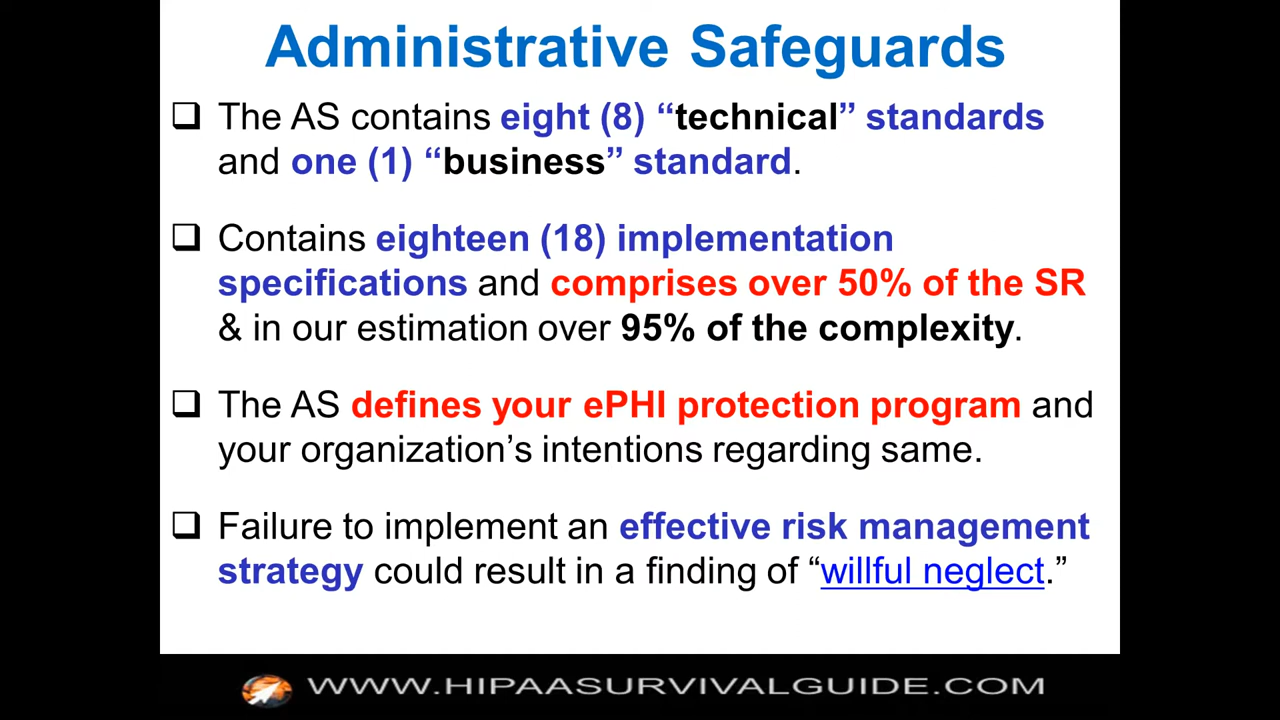 Administrative Safeguards
The AS contains eight (8) “technical” standards
and one (1) “business” standard.
Contains eighteen (18) implementation
specifications and comprises over 50% of the SR
& in our estimation over 95% of the complexity.
The AS defines your ePHI protection program and
your organization’s intentions regarding same.
Failure to implement an effective risk management
strategy could result in a finding of “willful neglect.”
WWW.HIPAASURVIVALGUIDE.COM